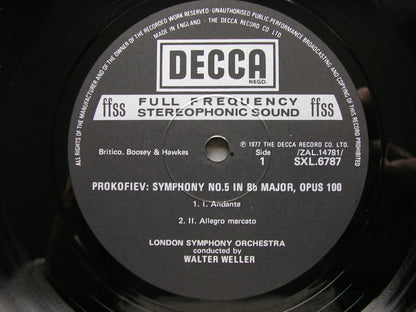 ALL RIGHTS OF THE MANUFACTURER AND OF THE OWNER OF THE RECORDED WORK RESERVED · UNAUTHORISED PUBLIC PERFORMANCE BROADCASTING AND COPYING OF THIS RECORD PROHIBITED
MADE IN ENGLAND · THE DECCA RECORD CO LTD
DECCA
REGD.
ffss FULL FREQUENCY ffss
STEREOPHONIC SOUND
℗ 1977 THE DECCA RECORD CO. LTD.
Britico. Boosey & Hawkes
Side /ZAL.14781/
1 SXL.6787
PROKOFIEV: SYMPHONY NO.5 IN Bb MAJOR, OPUS 100
1. I. Andante
2. II. Allegro marcato
LONDON SYMPHONY ORCHESTRA
conducted by
WALTER WELLER